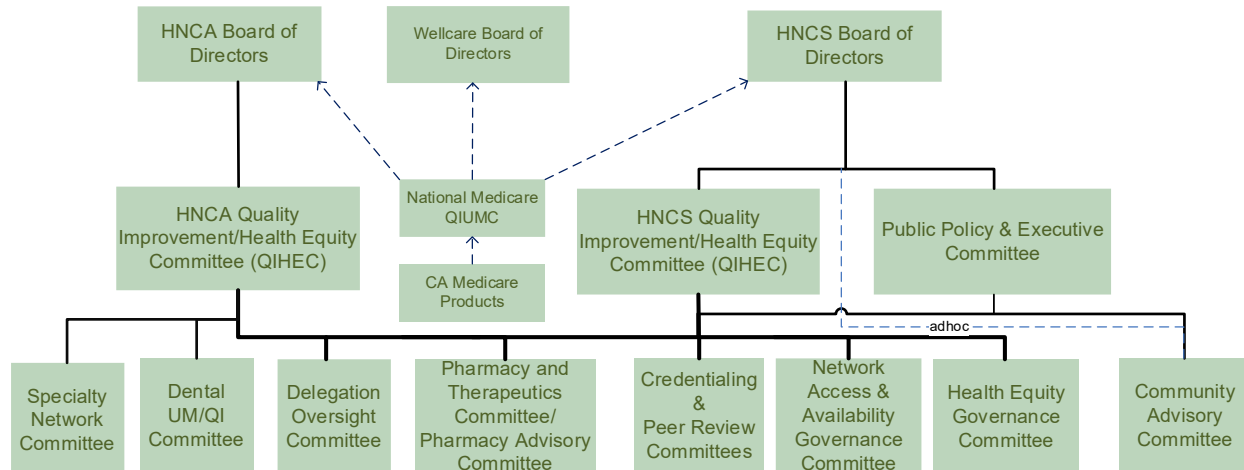 HNCA Board of
Directors
Wellcare Board of
Directors
HNCS Board of
Directors
HNCA Quality
Improvement/Health Equity
Committee (QIHEC)
National Medicare
QIUMC
CA Medicare
Products
HNCS Quality
Improvement/Health Equity
Committee (QIHEC)
Public Policy & Executive
Committee
adhoc
Specialty
Network
Committee
Dental
UM/QI
Committee
Delegation
Oversight
Committee
Pharmacy and
Therapeutics
Committee/
Pharmacy Advisory
Committee
Credentialing
&
Peer Review
Committees
Network
Access &
Availability
Governance
Committee
Health Equity
Governance
Committee
Community
Advisory
Committee